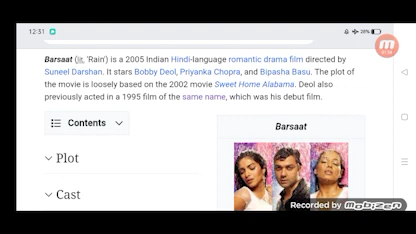 12:31
28%
Barsaat (lit, 'Rain') is a 2005 Indian Hindi-language romantic drama film directed by
Suneel Darshan. It stars Bobby Deol, Priyanka Chopra, and Bipasha Basu. The plot of
the movie is loosely based on the 2002 movie Sweet Home Alabama. Deol also
previously acted in a 1995 film of the same name, which was his debut film.
Contents
Barsaat
Plot
Cast
Recorded by Mobizen